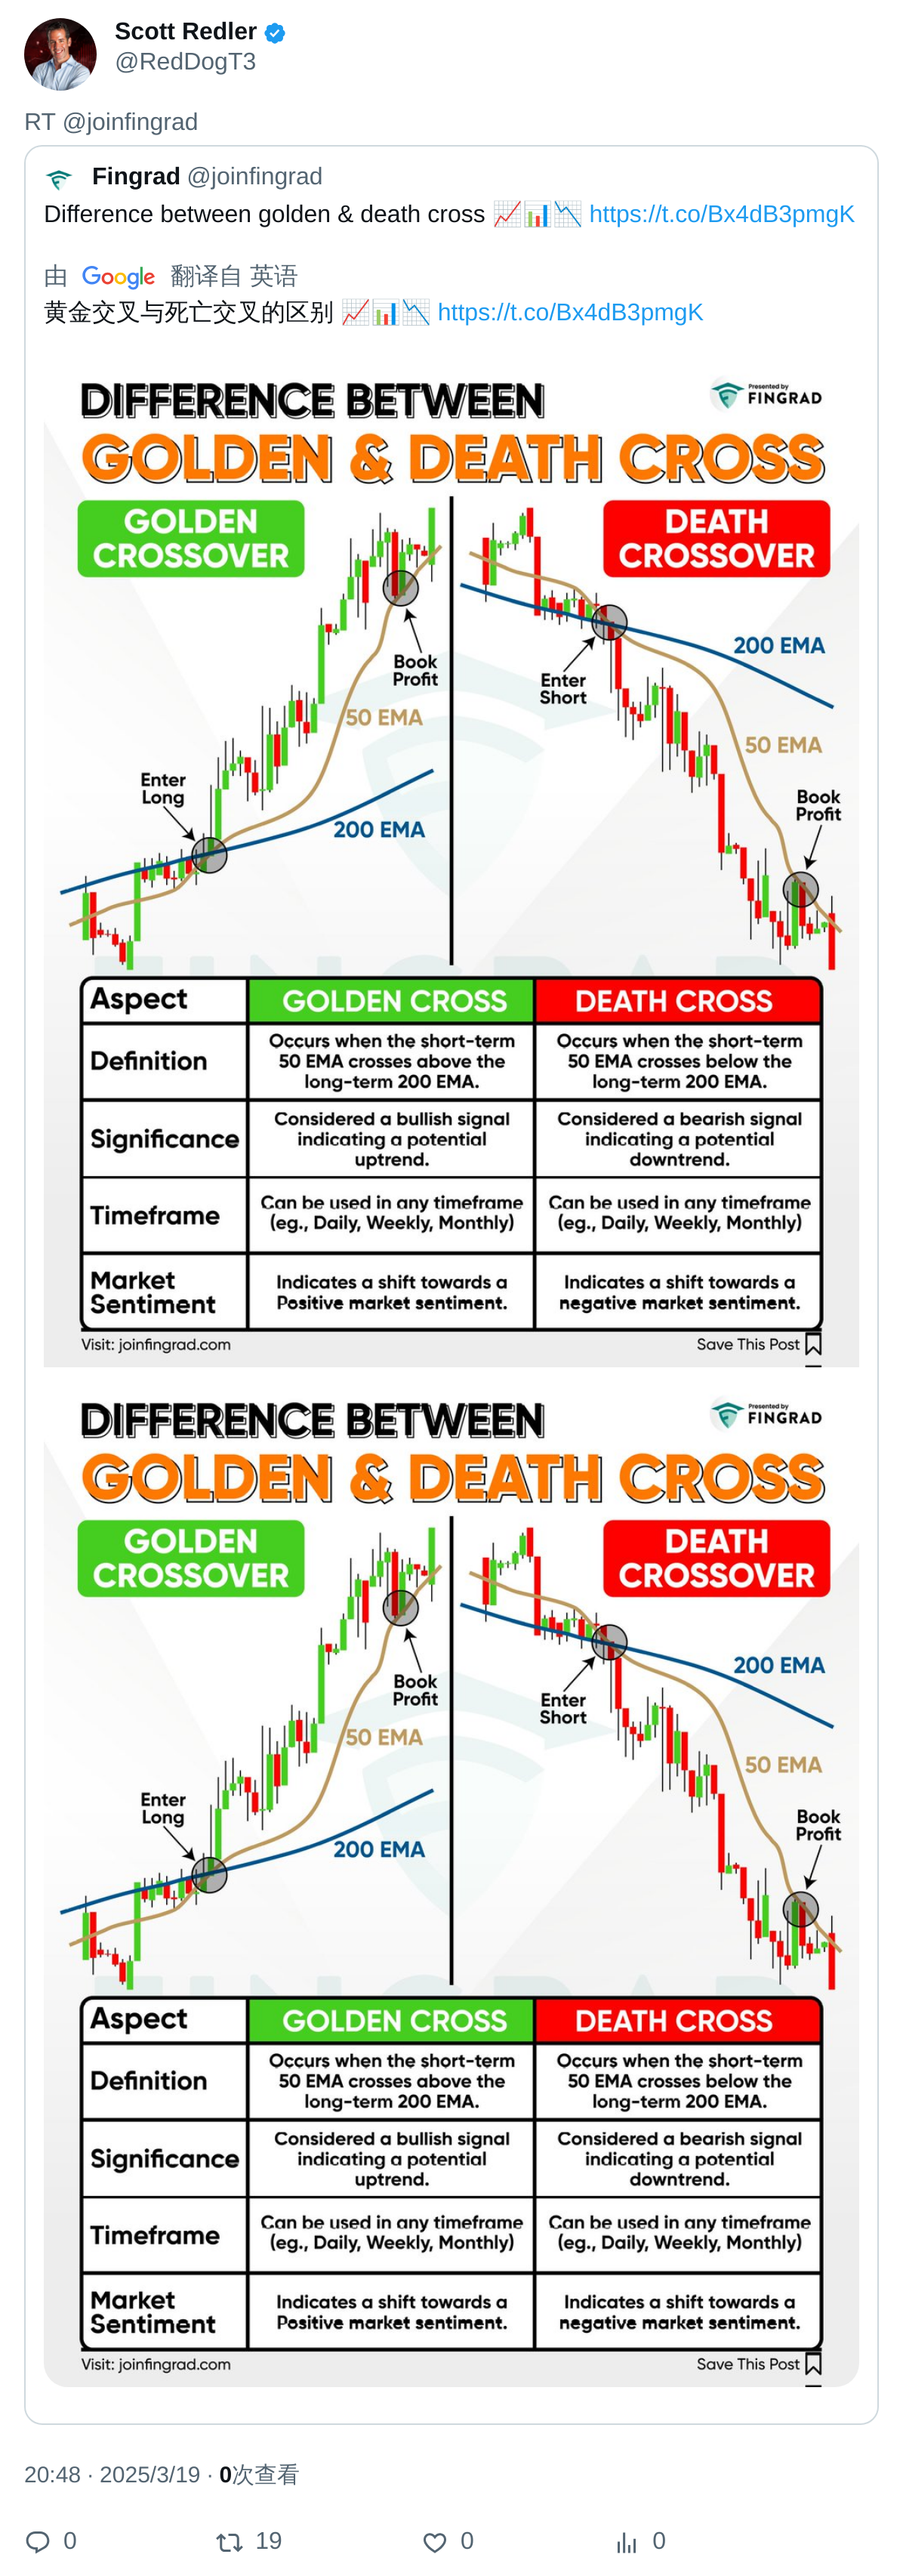 Scott Redler
@RedDogT3
RT @joinfingrad
Fingrad @joinfingrad
Difference between golden & death cross 📈📊📉 https://t.co/Bx4dB3pmgK
由 Google 翻译自 英语
黄金交叉与死亡交叉的区别 📈📊📉 https://t.co/Bx4dB3pmgK
DIFFERENCE BETWEEN
Presented by
FINGRAD
GOLDEN & DEATH CROSS
GOLDEN
CROSSOVER
Book
Profit
50 EMA
Enter
Long
200 EMA
DEATH
CROSSOVER
200 EMA
Enter
Short
50 EMA
Book
Profit
FINGRAD
Aspect
GOLDEN CROSS
DEATH CROSS
Definition
Occurs when the short-term
50 EMA crosses above the
long-term 200 EMA.
Occurs when the short-term
50 EMA crosses below the
long-term 200 EMA.
Significance
Considered a bullish signal
indicating a potential
uptrend.
Considered a bearish signal
indicating a potential
downtrend.
Timeframe
Can be used in any timeframe
(eg., Daily, Weekly, Monthly)
Can be used in any timeframe
(eg., Daily, Weekly, Monthly)
Market
Sentiment
Indicates a shift towards a
Positive market sentiment.
Indicates a shift towards a
negative market sentiment.
Visit: joinfingrad.com
Save This Post
DIFFERENCE BETWEEN
Presented by
FINGRAD
GOLDEN & DEATH CROSS
GOLDEN
CROSSOVER
Book
Profit
50 EMA
Enter
Long
200 EMA
DEATH
CROSSOVER
200 EMA
Enter
Short
50 EMA
Book
Profit
FINGRAD
Aspect
GOLDEN CROSS
DEATH CROSS
Definition
Occurs when the short-term
50 EMA crosses above the
long-term 200 EMA.
Occurs when the short-term
50 EMA crosses below the
long-term 200 EMA.
Significance
Considered a bullish signal
indicating a potential
uptrend.
Considered a bearish signal
indicating a potential
downtrend.
Timeframe
Can be used in any timeframe
(eg., Daily, Weekly, Monthly)
Can be used in any timeframe
(eg., Daily, Weekly, Monthly)
Market
Sentiment
Indicates a shift towards a
Positive market sentiment.
Indicates a shift towards a
negative market sentiment.
Visit: joinfingrad.com
Save This Post
20:48 · 2025/3/19 · 0次查看
0 19 0 0